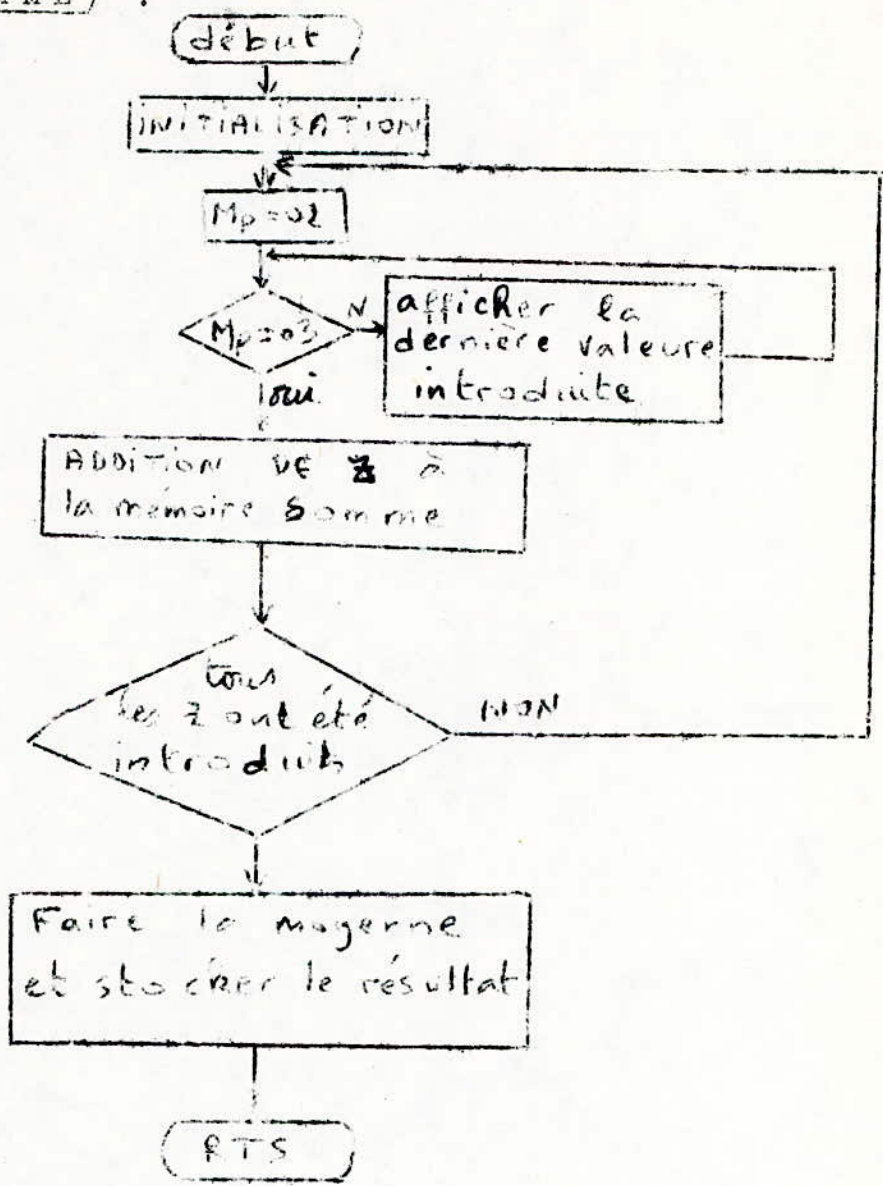 début
INITIALISATION
Mp=02
Mp=03
N
afficher la
dernière valeure
introduite
oui
ADDITION DE Z à
la mémoire Somme
tous
les Z ont été
introduits
NON
Faire la moyenne
et stocker le résultat
RTS